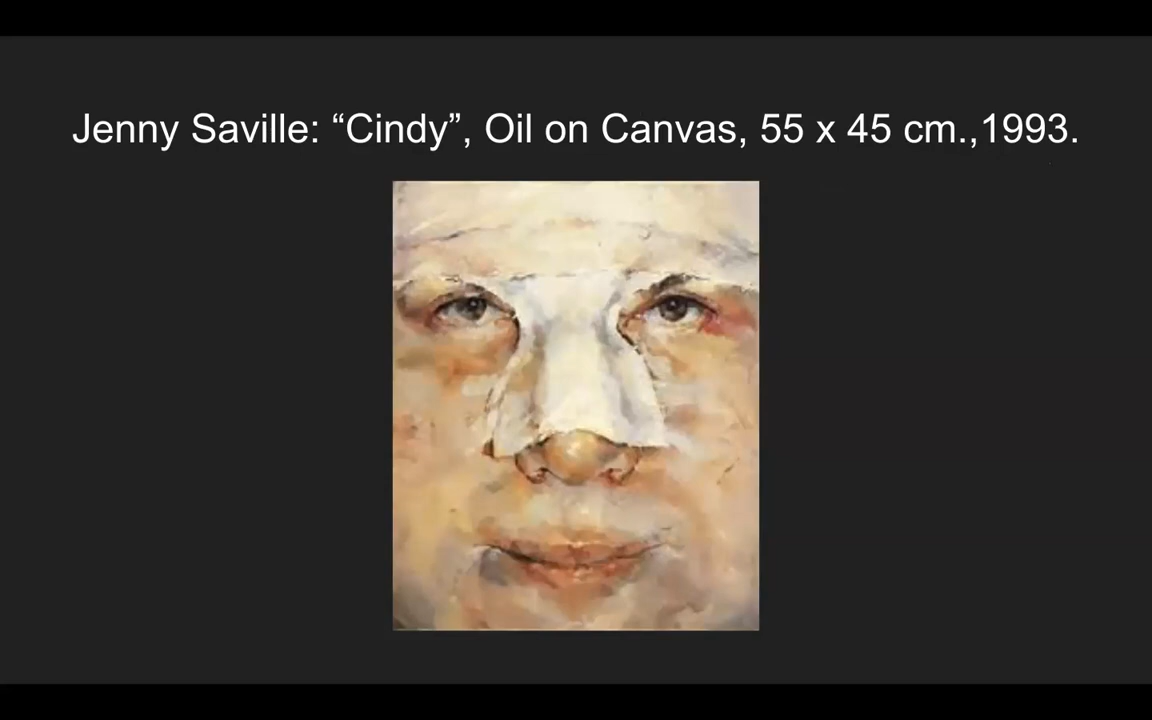 Jenny Saville: “Cindy”, Oil on Canvas, 55 x 45 cm.,1993.